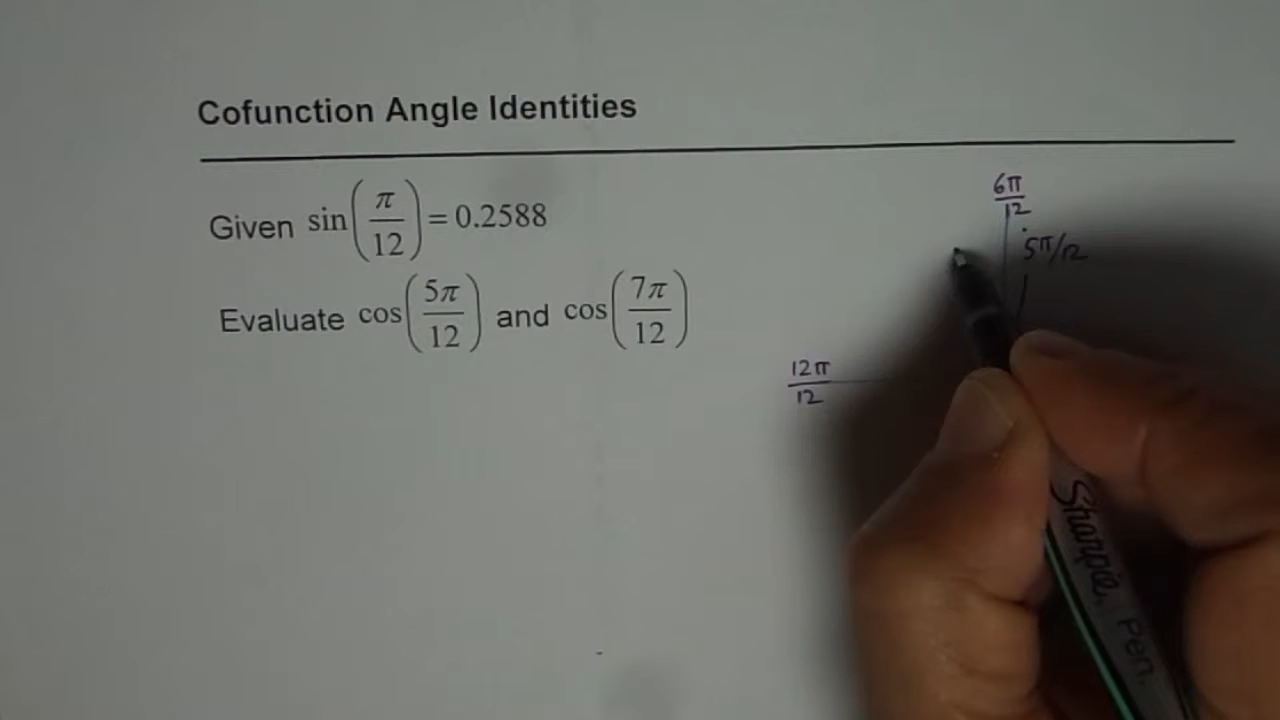 Cofunction Angle Identities
Given sin(π/12) = 0.2588
Evaluate cos(5π/12) and cos(7π/12)
6π/12
5π/12
12π/12
Sharpie. Pen.